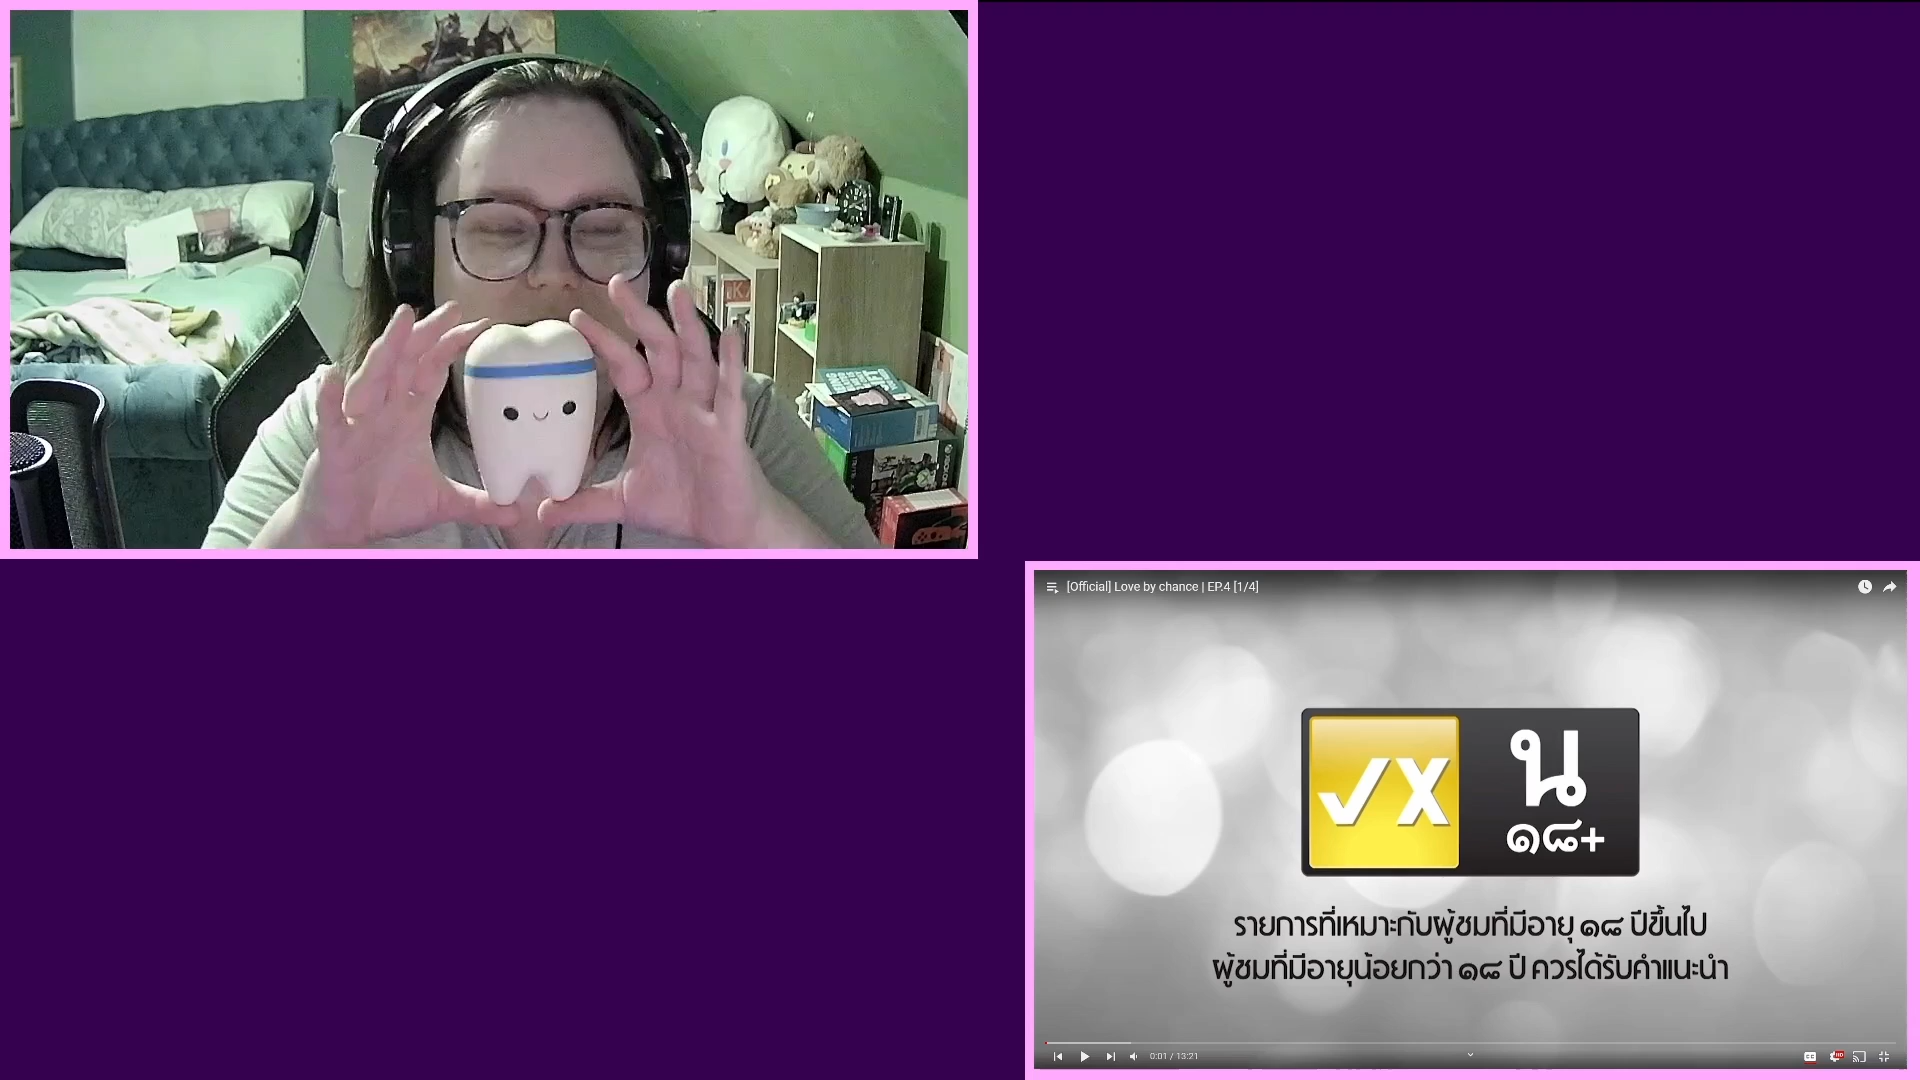 [Official] Love by chance | EP.4 [1/4]
√X
น
๑๘+
รายการที่เหมาะกับผู้ชมที่มีอายุ ๑๘ ปีขึ้นไป
ผู้ชมที่มีอายุน้อยกว่า ๑๘ ปี ควรได้รับคำแนะนำ
0:01 / 13:21
CC
HD